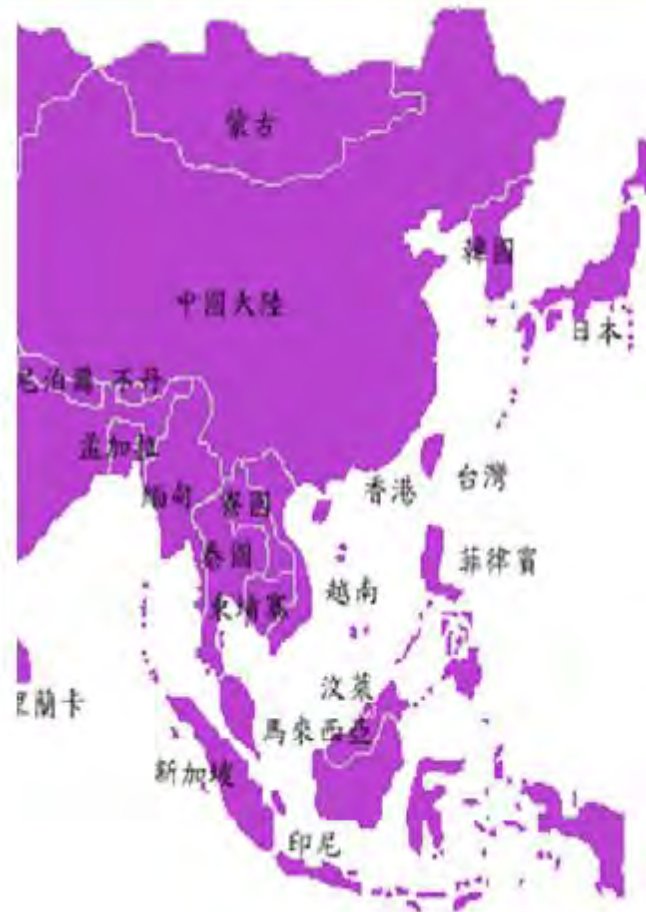 蒙古
韓國
中國大陸
日本
尼泊爾 不丹
孟加拉
緬甸
寮國
香港
台灣
泰國
菲律賓
柬埔寨
越南
里蘭卡
汶萊
馬來西亞
新加坡
印尼